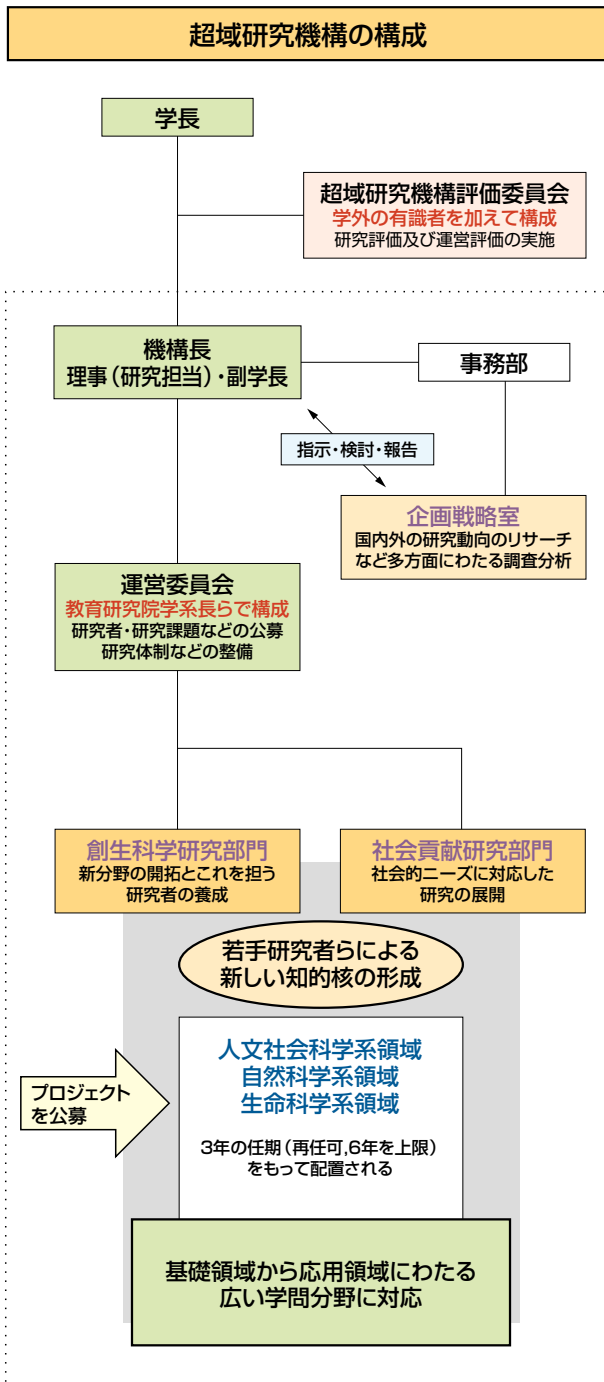 超域研究機構の構成
学長
超域研究機構評価委員会
学外の有識者を加えて構成
研究評価及び運営評価の実施
機構長
理事（研究担当）・副学長
事務部
指示・検討・報告
企画戦略室
国内外の研究動向のリサーチ
など多方面にわたる調査分析
運営委員会
教育研究院学系長らで構成
研究者・研究課題などの公募
研究体制などの整備
創生科学研究部門
新分野の開拓とこれを担う
研究者の養成
社会貢献研究部門
社会的ニーズに対応した
研究の展開
若手研究者らによる
新しい知的核の形成
プロジェクト
を公募
人文社会科学系領域
自然科学系領域
生命科学系領域
3年の任期（再任可,6年を上限）
をもって配置される
基礎領域から応用領域にわたる
広い学問分野に対応